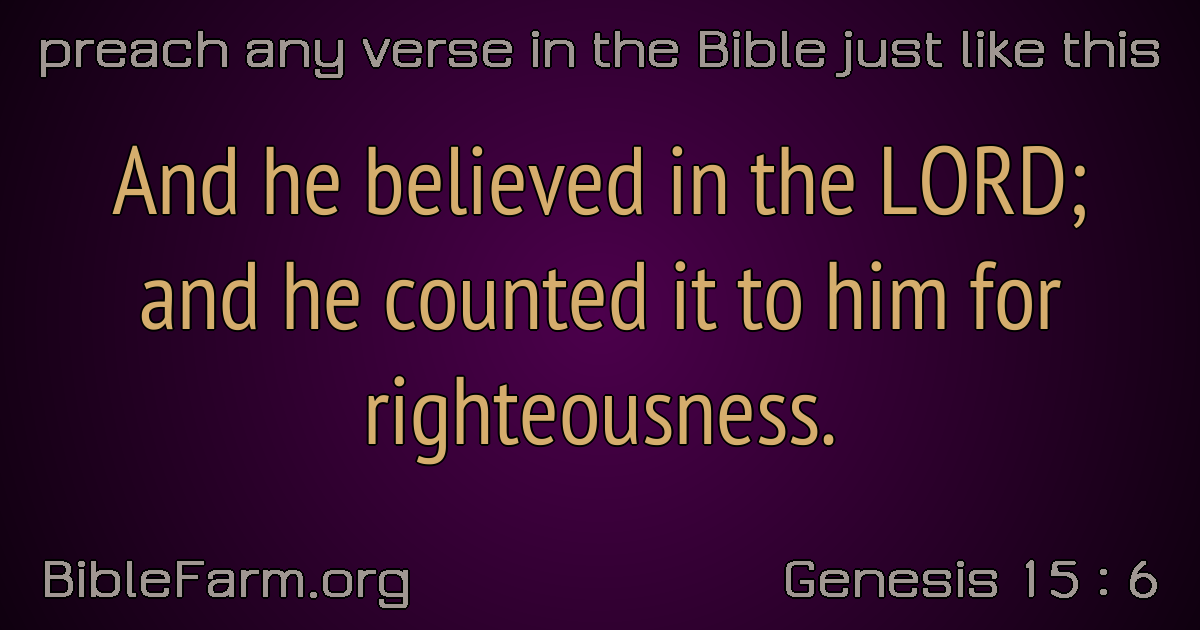 preach any verse in the Bible just like this
And he believed in the LORD;
and he counted it to him for
righteousness.
BibleFarm.org
Genesis 15 : 6